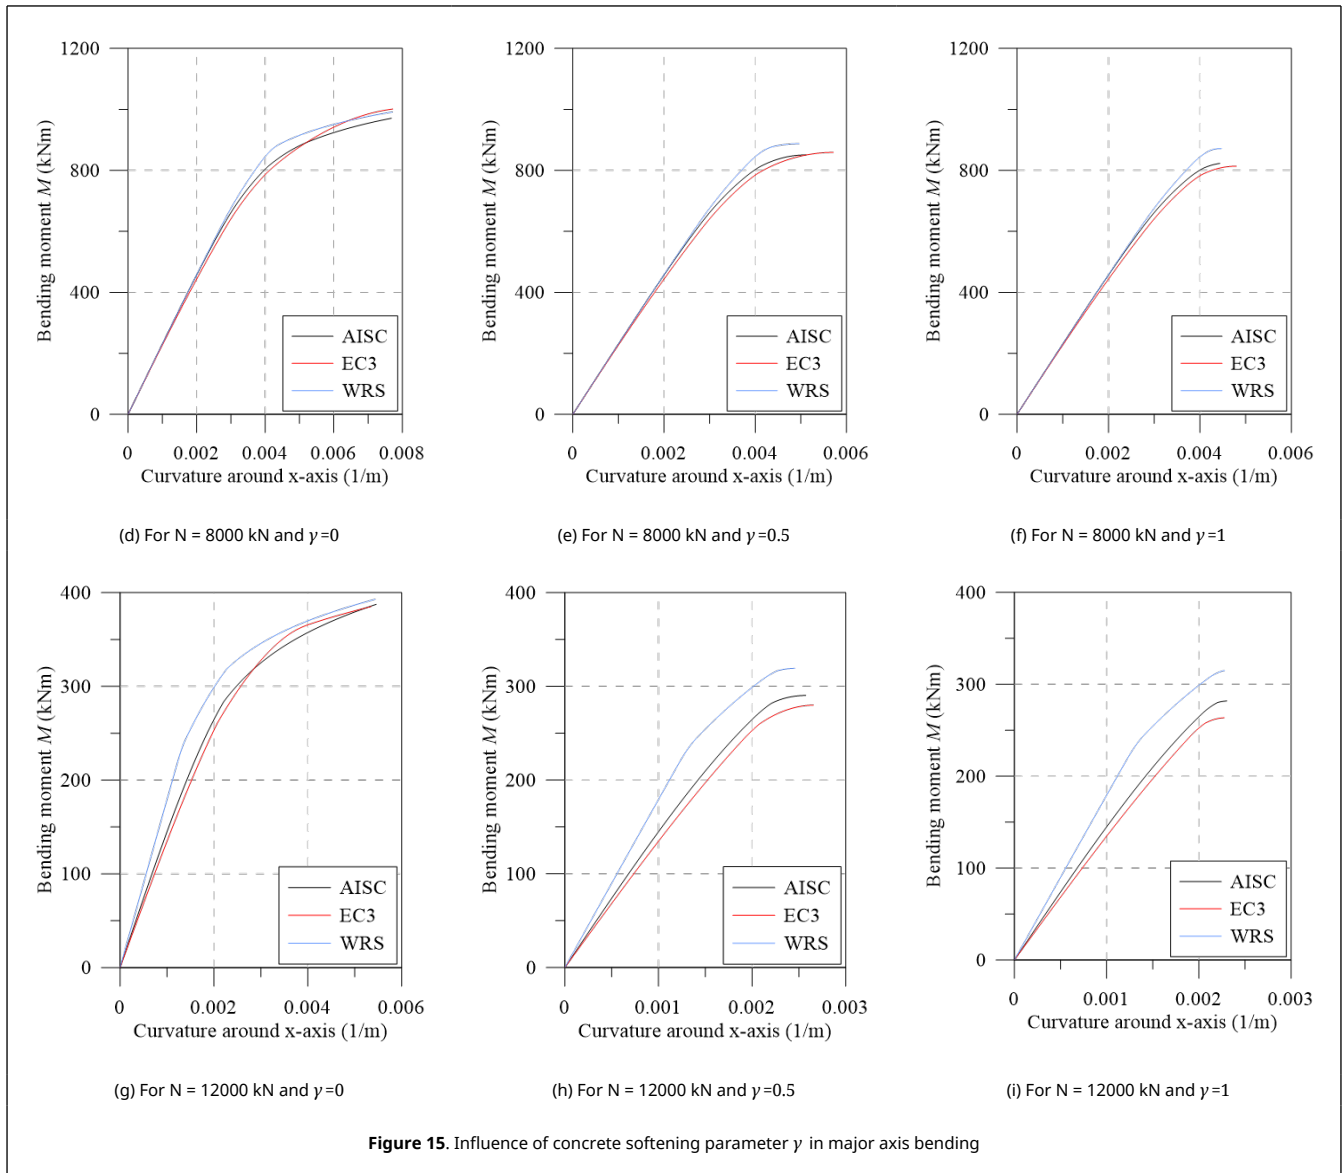 1200
800
400
0
Bending moment M (kNm)
AISC
EC3
WRS
0 0.002 0.004 0.006 0.008
Curvature around x-axis (1/m)
(d) For N = 8000 kN and γ=0
1200
800
400
0
Bending moment M (kNm)
AISC
EC3
WRS
0 0.002 0.004 0.006
Curvature around x-axis (1/m)
(e) For N = 8000 kN and γ=0.5
1200
800
400
0
Bending moment M (kNm)
AISC
EC3
WRS
0 0.002 0.004 0.006
Curvature around x-axis (1/m)
(f) For N = 8000 kN and γ=1
400
300
200
100
0
Bending moment M (kNm)
AISC
EC3
WRS
0 0.002 0.004 0.006
Curvature around x-axis (1/m)
(g) For N = 12000 kN and γ=0
400
300
200
100
0
Bending moment M (kNm)
AISC
EC3
WRS
0 0.001 0.002 0.003
Curvature around x-axis (1/m)
(h) For N = 12000 kN and γ=0.5
400
300
200
100
0
Bending moment M (kNm)
AISC
EC3
WRS
0 0.001 0.002 0.003
Curvature around x-axis (1/m)
(i) For N = 12000 kN and γ=1
Figure 15. Influence of concrete softening parameter γ in major axis bending